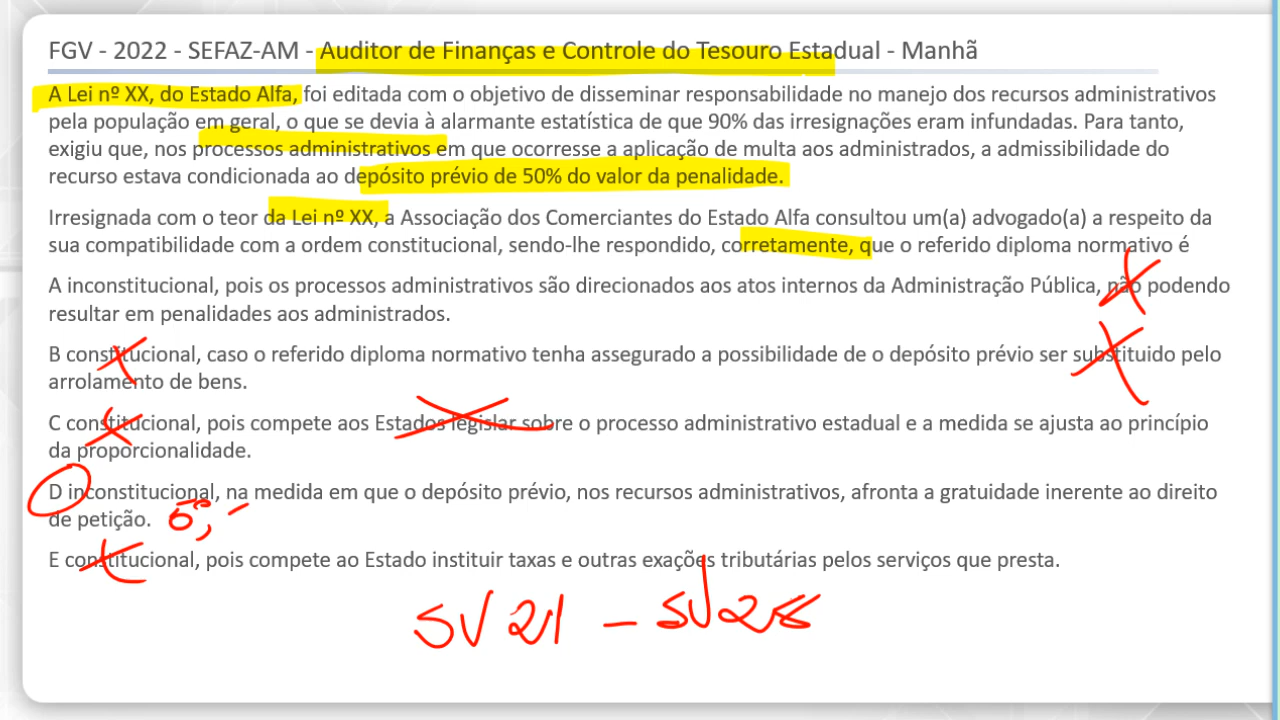 FGV - 2022 - SEFAZ-AM - Auditor de Finanças e Controle do Tesouro Estadual - Manhã
A Lei nº XX, do Estado Alfa, foi editada com o objetivo de disseminar responsabilidade no manejo dos recursos administrativos
pela população em geral, o que se devia à alarmante estatística de que 90% das irresignações eram infundadas. Para tanto,
exigiu que, nos processos administrativos em que ocorresse a aplicação de multa aos administrados, a admissibilidade do
recurso estava condicionada ao depósito prévio de 50% do valor da penalidade.
Irresignada com o teor da Lei nº XX, a Associação dos Comerciantes do Estado Alfa consultou um(a) advogado(a) a respeito da
sua compatibilidade com a ordem constitucional, sendo-lhe respondido, corretamente, que o referido diploma normativo é
A inconstitucional, pois os processos administrativos são direcionados aos atos internos da Administração Pública, não podendo
resultar em penalidades aos administrados.
B constitucional, caso o referido diploma normativo tenha assegurado a possibilidade de o depósito prévio ser substituído pelo
arrolamento de bens.
C constitucional, pois compete aos Estados legislar sobre o processo administrativo estadual e a medida se ajusta ao princípio
da proporcionalidade.
D inconstitucional, na medida em que o depósito prévio, nos recursos administrativos, afronta a gratuidade inerente ao direito
de petição. 5º, -
E constitucional, pois compete ao Estado instituir taxas e outras exações tributárias pelos serviços que presta.
SV 21 - SV 28